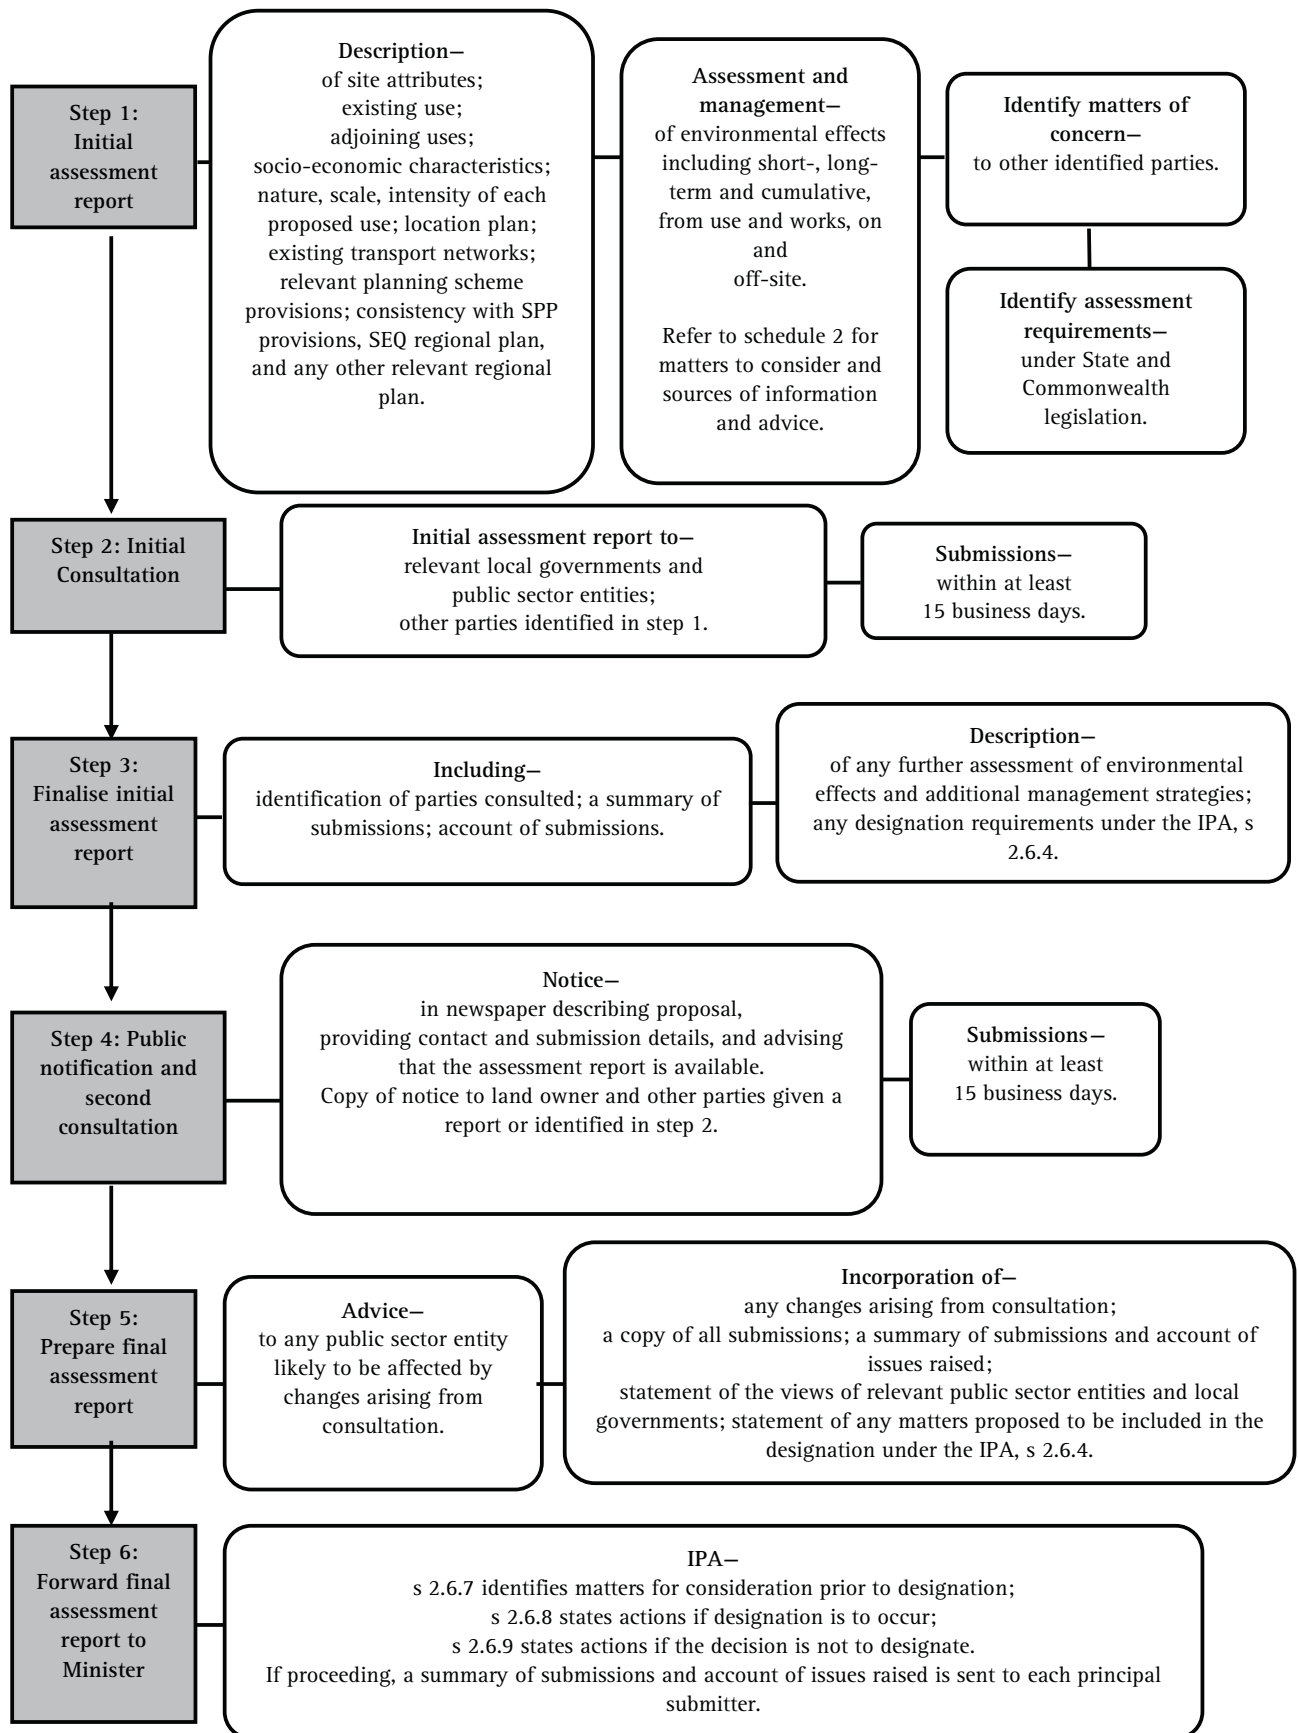 Step 1:
Initial
assessment
report
Description—
of site attributes;
existing use;
adjoining uses;
socio-economic characteristics;
nature, scale, intensity of each
proposed use; location plan;
existing transport networks;
relevant planning scheme
provisions; consistency with SPP
provisions, SEQ regional plan,
and any other relevant regional
plan.
Assessment and
management—
of environmental effects
including short-, long-
term and cumulative,
from use and works, on
and
off-site.
Refer to schedule 2 for
matters to consider and
sources of information
and advice.
Identify matters of
concern—
to other identified parties.
Identify assessment
requirements—
under State and
Commonwealth
legislation.
Step 2: Initial
Consultation
Initial assessment report to—
relevant local governments and
public sector entities;
other parties identified in step 1.
Submissions—
within at least
15 business days.
Step 3:
Finalise initial
assessment
report
Including—
identification of parties consulted; a summary of
submissions; account of submissions.
Description—
of any further assessment of environmental
effects and additional management strategies;
any designation requirements under the IPA, s
2.6.4.
Step 4: Public
notification and
second
consultation
Notice—
in newspaper describing proposal,
providing contact and submission details, and advising
that the assessment report is available.
Copy of notice to land owner and other parties given a
report or identified in step 2.
Submissions—
within at least
15 business days.
Step 5:
Prepare final
assessment
report
Advice—
to any public sector entity
likely to be affected by
changes arising from
consultation.
Incorporation of—
any changes arising from consultation;
a copy of all submissions; a summary of submissions and account of
issues raised;
statement of the views of relevant public sector entities and local
governments; statement of any matters proposed to be included in the
designation under the IPA, s 2.6.4.
Step 6:
Forward final
assessment
report to
Minister
IPA—
s 2.6.7 identifies matters for consideration prior to designation;
s 2.6.8 states actions if designation is to occur;
s 2.6.9 states actions if the decision is not to designate.
If proceeding, a summary of submissions and account of issues raised is sent to each principal
submitter.